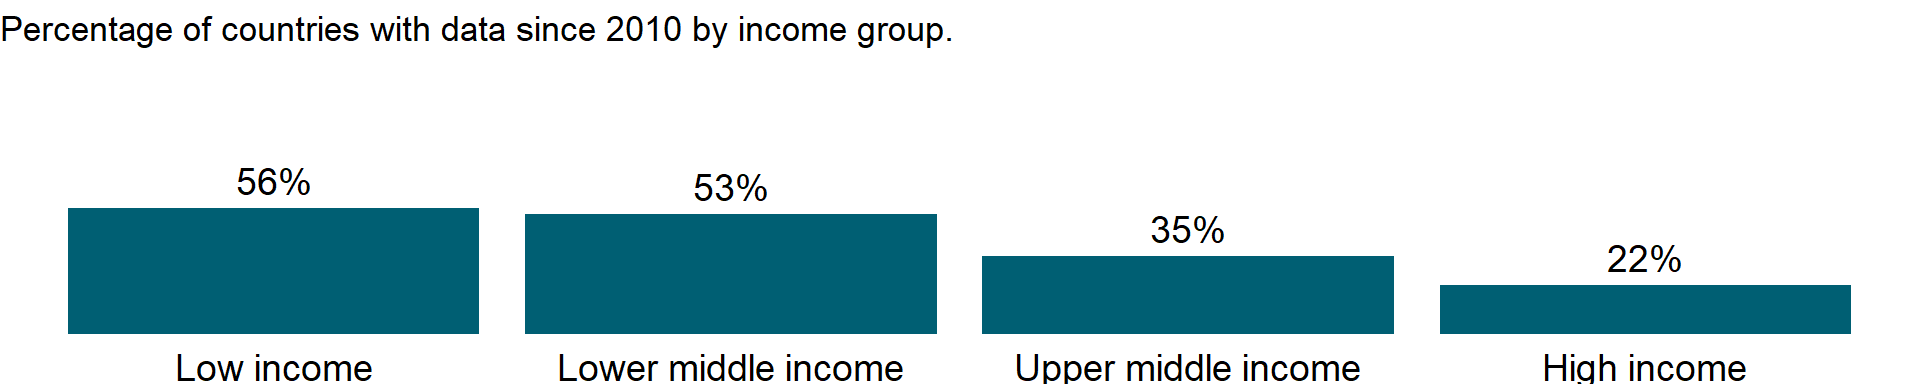 Percentage of countries with data since 2010 by income group.
56%
53%
35%
22%
Low income
Lower middle income
Upper middle income
High income